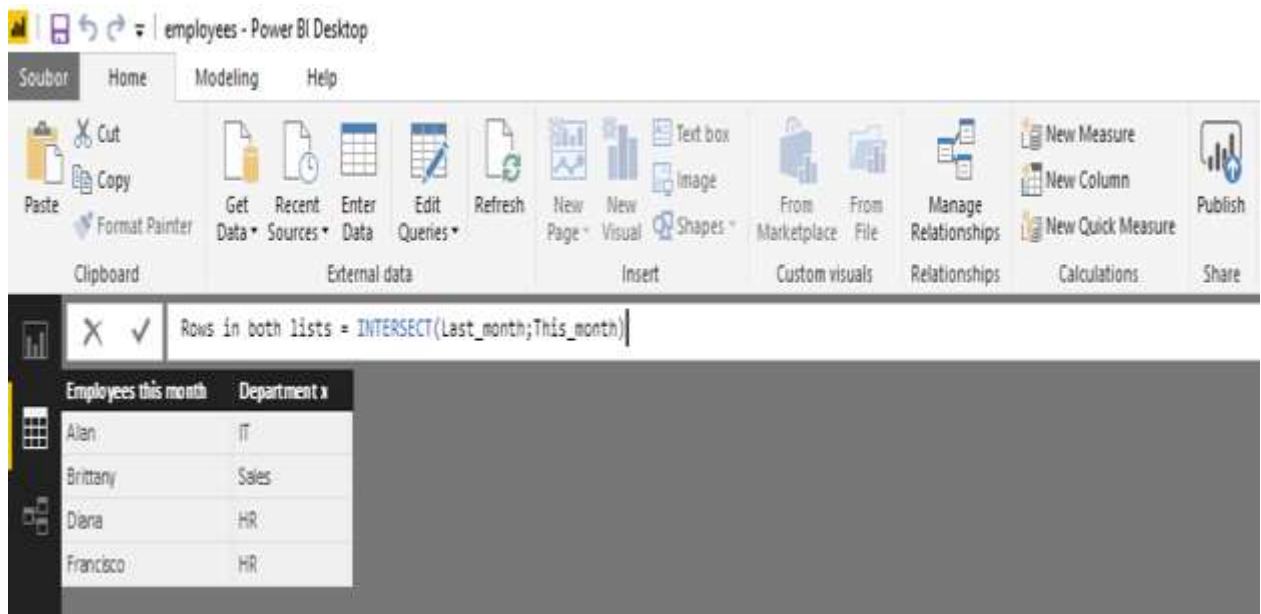 employees - Power BI Desktop
Soubor Home Modeling Help
Paste
Cut
Copy
Format Painter
Clipboard
Get Data
Recent Sources
Enter Data
Edit Queries
Refresh
External data
New Page
New Visual
Text box
Image
Shapes
Insert
From Marketplace
From File
Custom visuals
Manage Relationships
Relationships
New Measure
New Column
New Quick Measure
Calculations
Publish
Share
Rows in both lists = INTERSECT(Last_month;This_month)
Employees this month Department x
Alan IT
Brittany Sales
Diana HR
Francisco HR